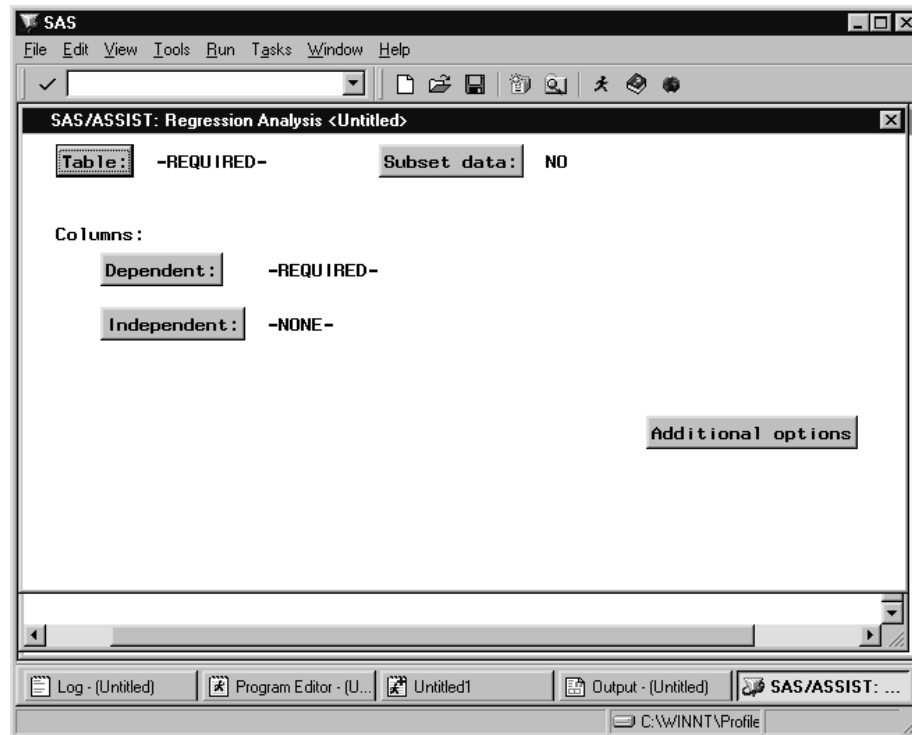 SAS
File Edit View Tools Run Tasks Window Help
SAS/ASSIST: Regression Analysis <Untitled>
Table: -REQUIRED- Subset data: NO
Columns:
Dependent: -REQUIRED-
Independent: -NONE-
Additional options
Log - (Untitled) Program Editor - (U... Untitled1 Output - (Untitled) SAS/ASSIST: ...
C:\WINNT\Profile